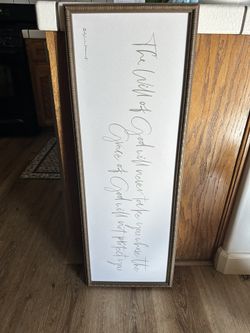 The Will of God will never take you where the
Grace of God will not protect you